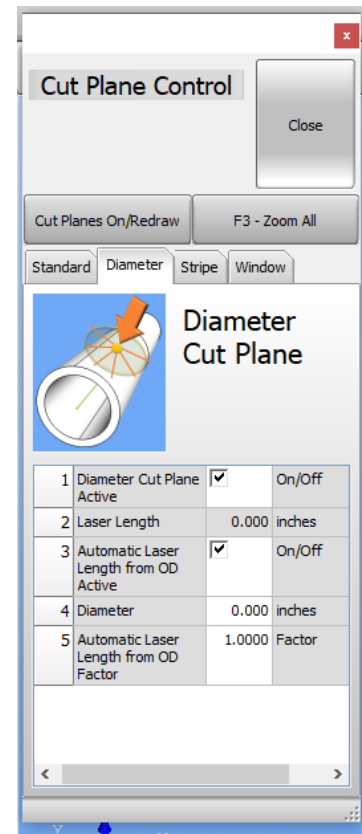 x
Cut Plane Control
Close
Cut Planes On/Redraw
F3 - Zoom All
Standard Diameter Stripe Window
Diameter
Cut Plane
1 Diameter Cut Plane On/Off
Active
2 Laser Length 0.000 inches
3 Automatic Laser On/Off
Length from OD
Active
4 Diameter 0.000 inches
5 Automatic Laser 1.0000 Factor
Length from OD
Factor
Y